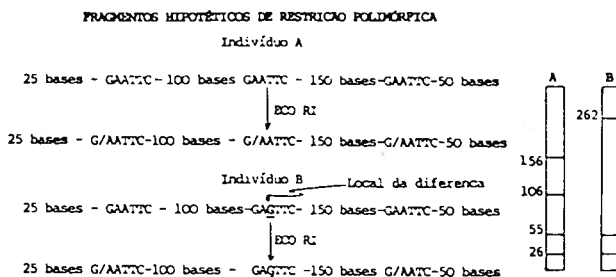 FRAGMENTOS HIPOTÉTICOS DE RESTRICAO POLIMÓRFICA
Indivíduo A
25 bases - GAATTC - 100 bases GAATTC - 150 bases-GAATTC-50 bases
ECO RI
25 bases - G/AATTC-100 bases - G/AATTC- 150 bases-G/AATTC-50 bases
Indivíduo B
Local da diferenca
25 bases - GAATTC - 100 bases-GAGTTC - 150 bases-GAATTC-50 bases
ECO RI
25 bases G/AATTC-100 bases - GAGTTC -150 bases G/AATC-50 bases
A B
262
156
106
55
26